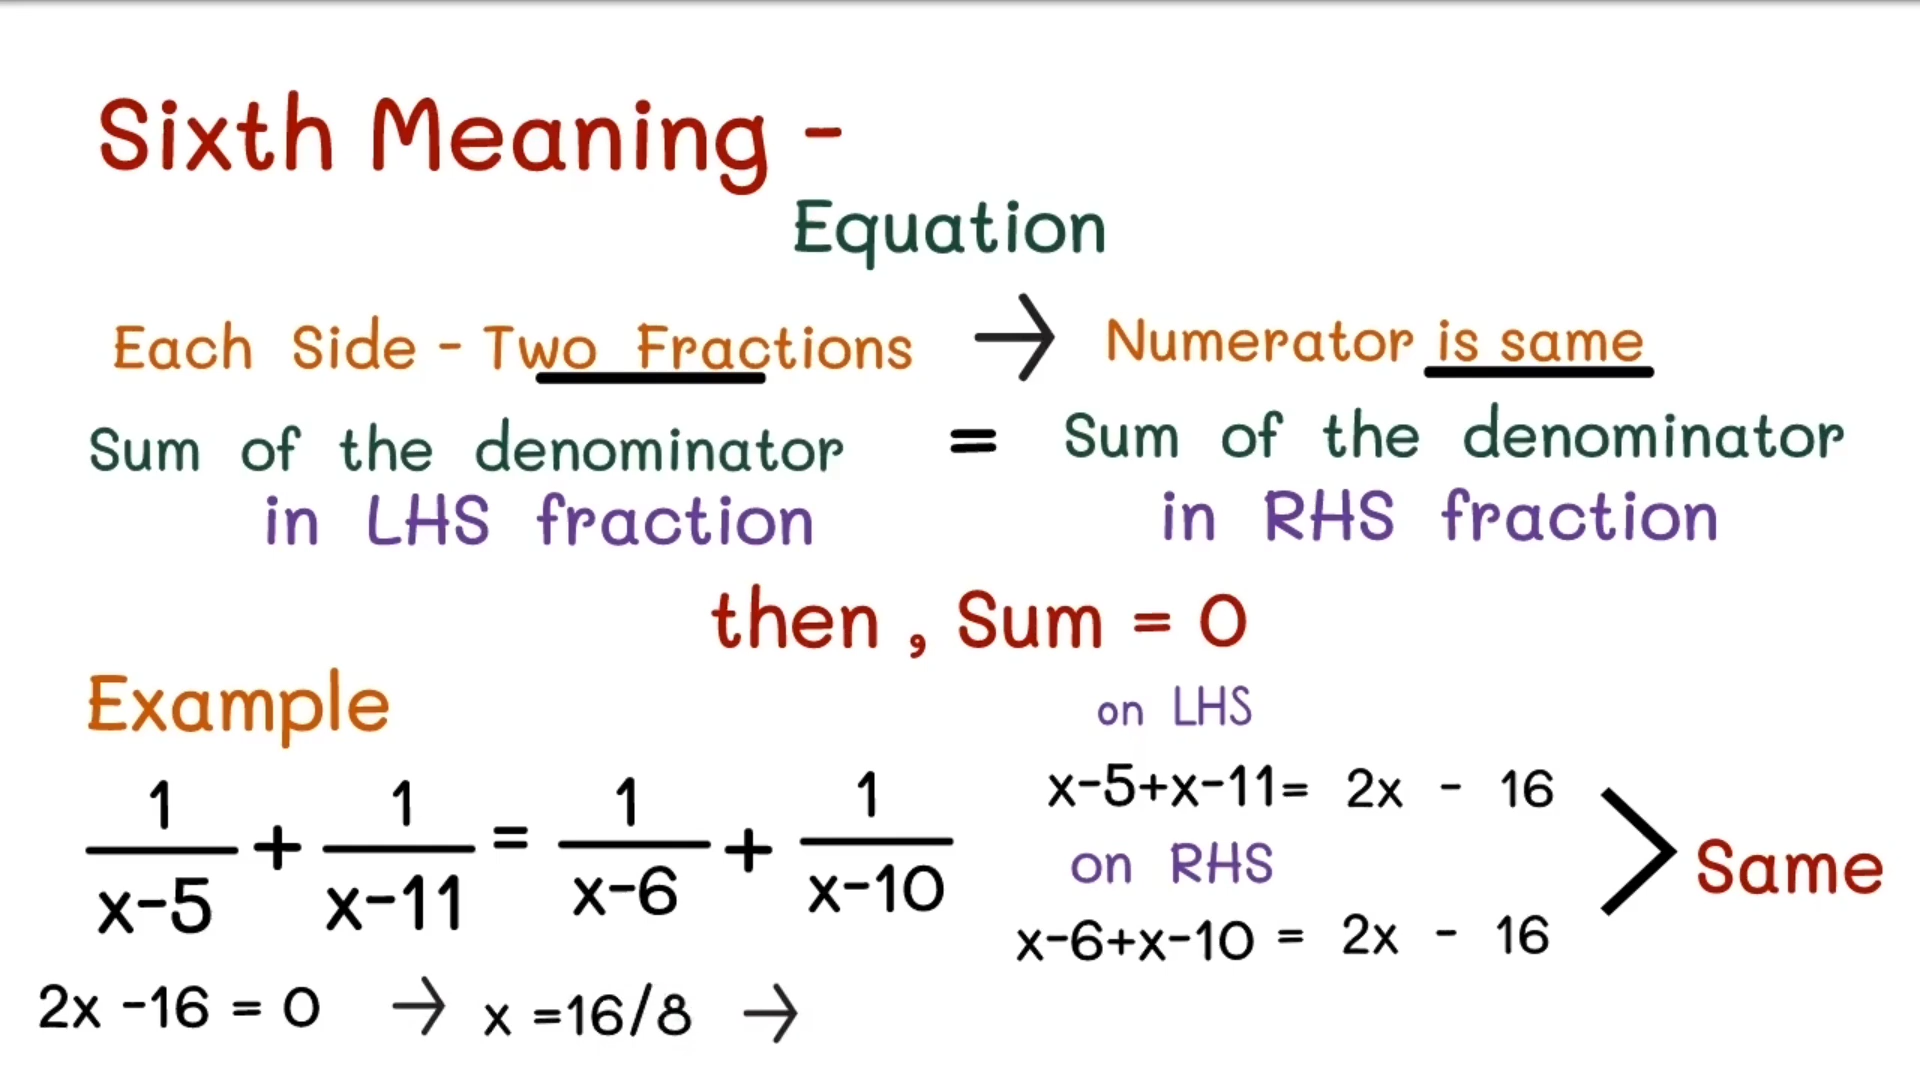 Sixth Meaning -
Equation
Each Side - Two Fractions → Numerator is same
Sum of the denominator = Sum of the denominator
in LHS fraction in RHS fraction
then , Sum = 0
Example
on LHS
1/x-5 + 1/x-11 = 1/x-6 + 1/x-10
x-5+x-11= 2x - 16
on RHS
x-6+x-10 = 2x - 16
> Same
2x -16 = 0 → x =16/8 →